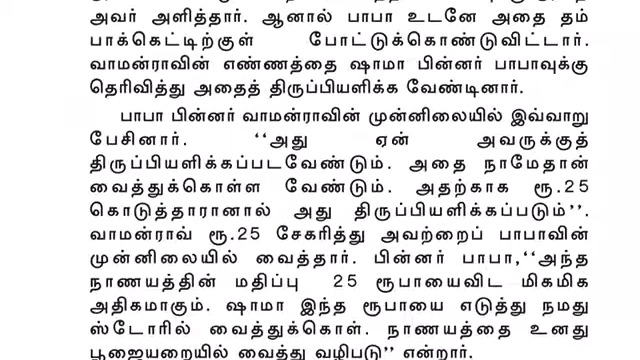 அவர் அளித்தார். ஆனால் பாபா உடனே அதை தம்
பாக்கெட்டிற்குள் போட்டுக்கொண்டுவிட்டார்.
வாமன்ராவின் எண்ணத்தை ஷாமா பின்னர் பாபாவுக்கு
தெரிவித்து அதைத் திருப்பியளிக்க வேண்டினார்.
பாபா பின்னர் வாமன்ராவின் முன்னிலையில் இவ்வாறு
பேசினார். ‘‘அது ஏன் அவருக்குத்
திருப்பியளிக்கப்படவேண்டும். அதை நாமேதான்
வைத்துக்கொள்ள வேண்டும். அதற்காக ரூ.25
கொடுத்தாரானால் அது திருப்பியளிக்கப்படும்’’.
வாமன்ராவ் ரூ.25 சேகரித்து அவற்றைப் பாபாவின்
முன்னிலையில் வைத்தார். பின்னர் பாபா,‘‘அந்த
நாணயத்தின் மதிப்பு 25 ரூபாயைவிட மிகமிக
அதிகமாகும். ஷாமா இந்த ரூபாயை எடுத்து நமது
ஸ்டோரில் வைத்துக்கொள். நாணயத்தை உனது
பூஜையறையில் வைத்து வழிபடு’’ என்றார்.